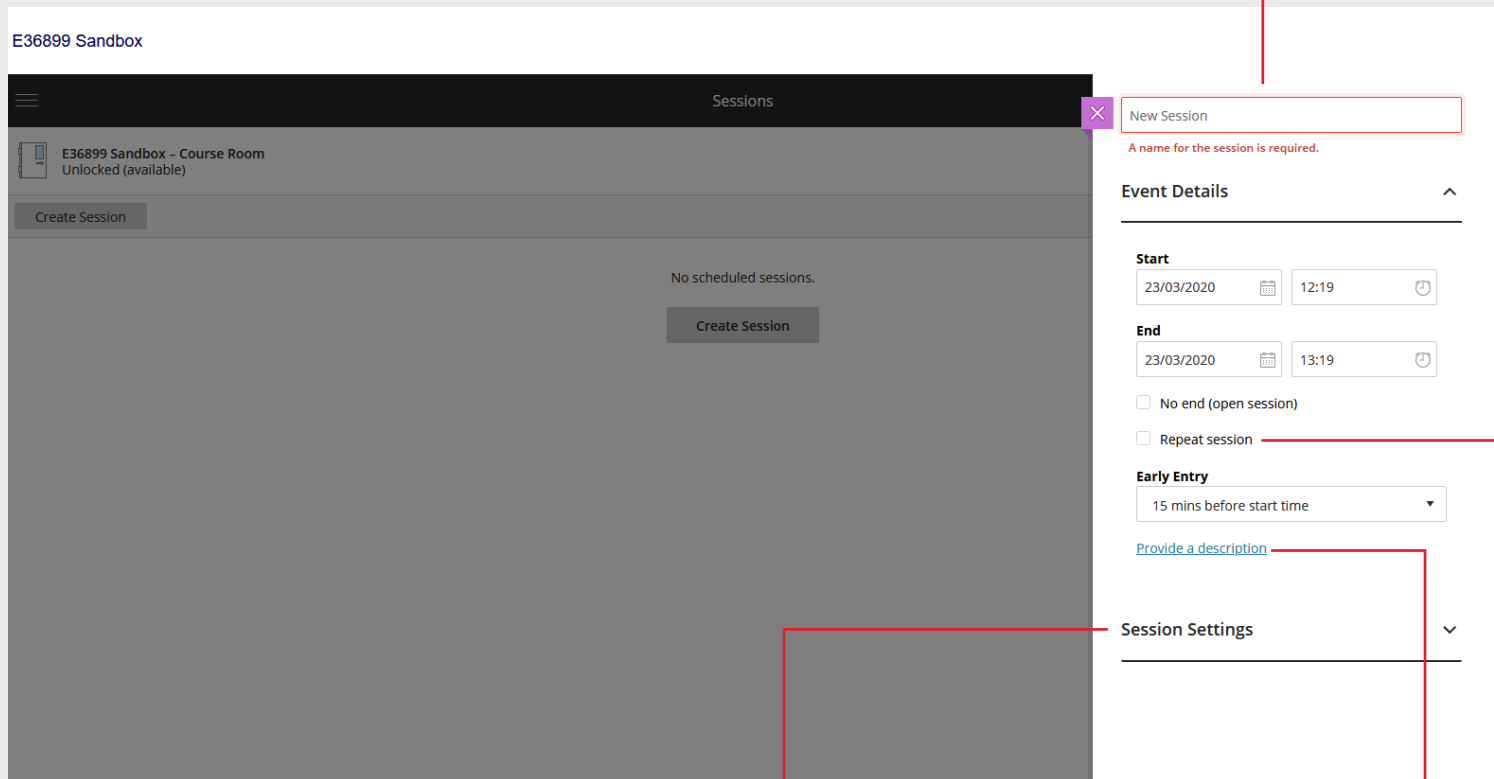 E36899 Sandbox
Sessions
E36899 Sandbox – Course Room
Unlocked (available)
Create Session
No scheduled sessions.
Create Session
New Session
A name for the session is required.
Event Details
Start
23/03/2020 12:19
End
23/03/2020 13:19
No end (open session)
Repeat session
Early Entry
15 mins before start time
Provide a description
Session Settings